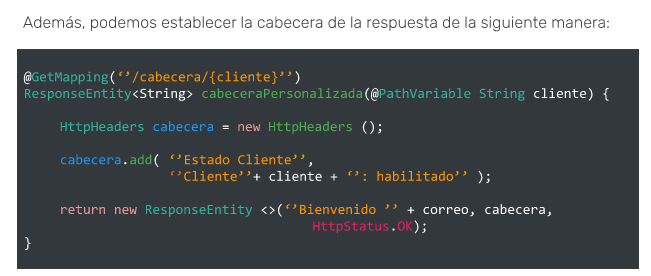 Además, podemos establecer la cabecera de la respuesta de la siguiente manera:
@GetMapping(‘’/cabecera/{cliente}’’)
ResponseEntity<String> cabeceraPersonalizada(@PathVariable String cliente) {
HttpHeaders cabecera = new HttpHeaders ();
cabecera.add( ‘’Estado Cliente’’,
‘’Cliente’’+ cliente + ‘’: habilitado’’ );
return new ResponseEntity <>(‘’Bienvenido ’’ + correo, cabecera,
HttpStatus.OK);
}